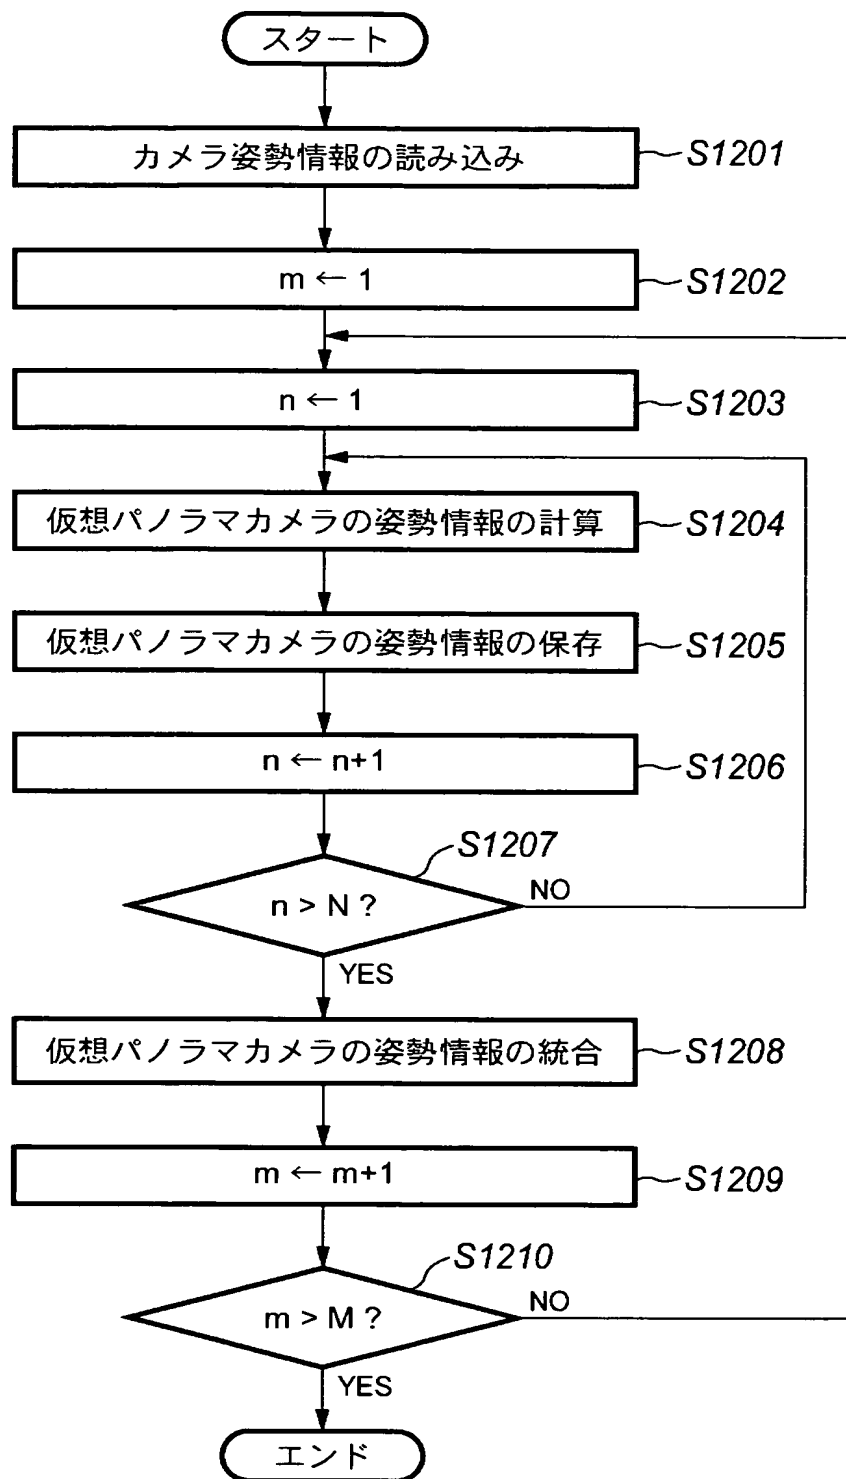 スタート
カメラ姿勢情報の読み込み
S1201
m ← 1
S1202
n ← 1
S1203
仮想パノラマカメラの姿勢情報の計算
S1204
仮想パノラマカメラの姿勢情報の保存
S1205
n ← n+1
S1206
S1207
n > N ?
NO
YES
仮想パノラマカメラの姿勢情報の統合
S1208
m ← m+1
S1209
S1210
m > M ?
NO
YES
エンド